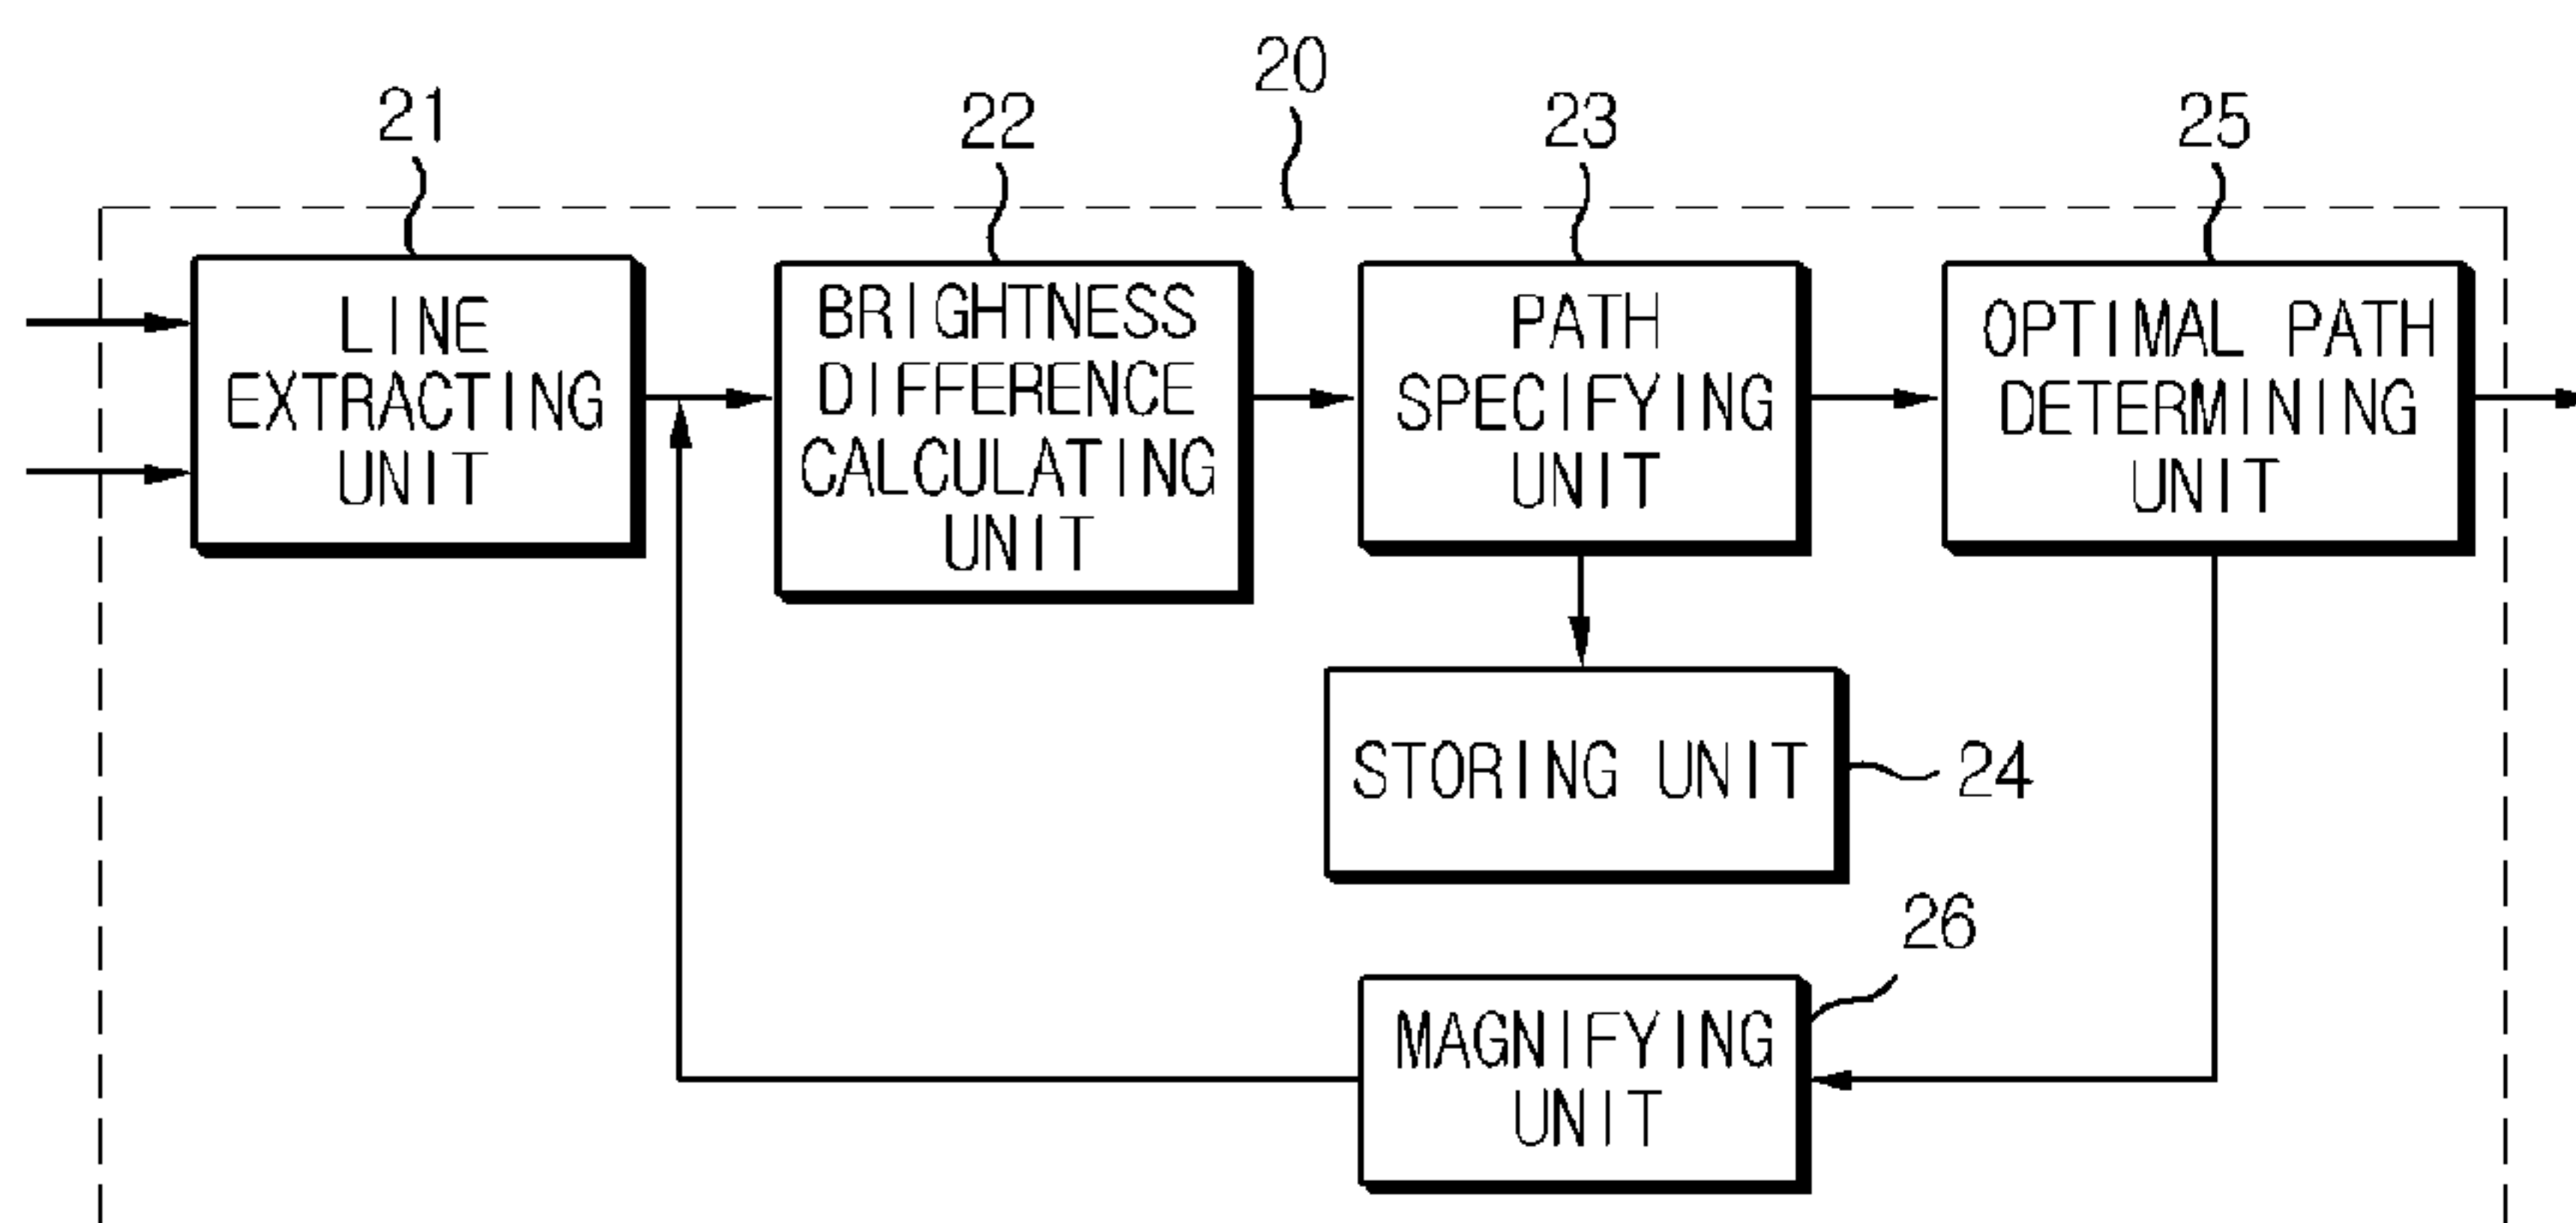 20
21
22
23
25
LINE
EXTRACTING
UNIT
BRIGHTNESS
DIFFERENCE
CALCULATING
UNIT
PATH
SPECIFYING
UNIT
OPTIMAL PATH
DETERMINING
UNIT
STORING UNIT
24
26
MAGNIFYING
UNIT